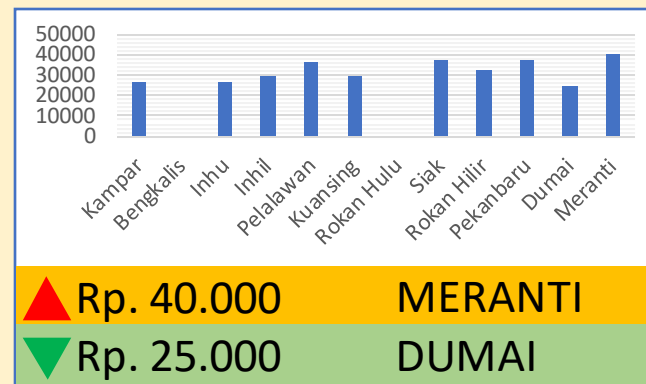 50000
40000
30000
20000
10000
0
Kampar
Bengkalis
Inhu
Inhil
Pelalawan
Kuansing
Rokan Hulu
Siak
Rokan Hilir
Pekanbaru
Dumai
Meranti
Rp. 40.000 MERANTI
Rp. 25.000 DUMAI